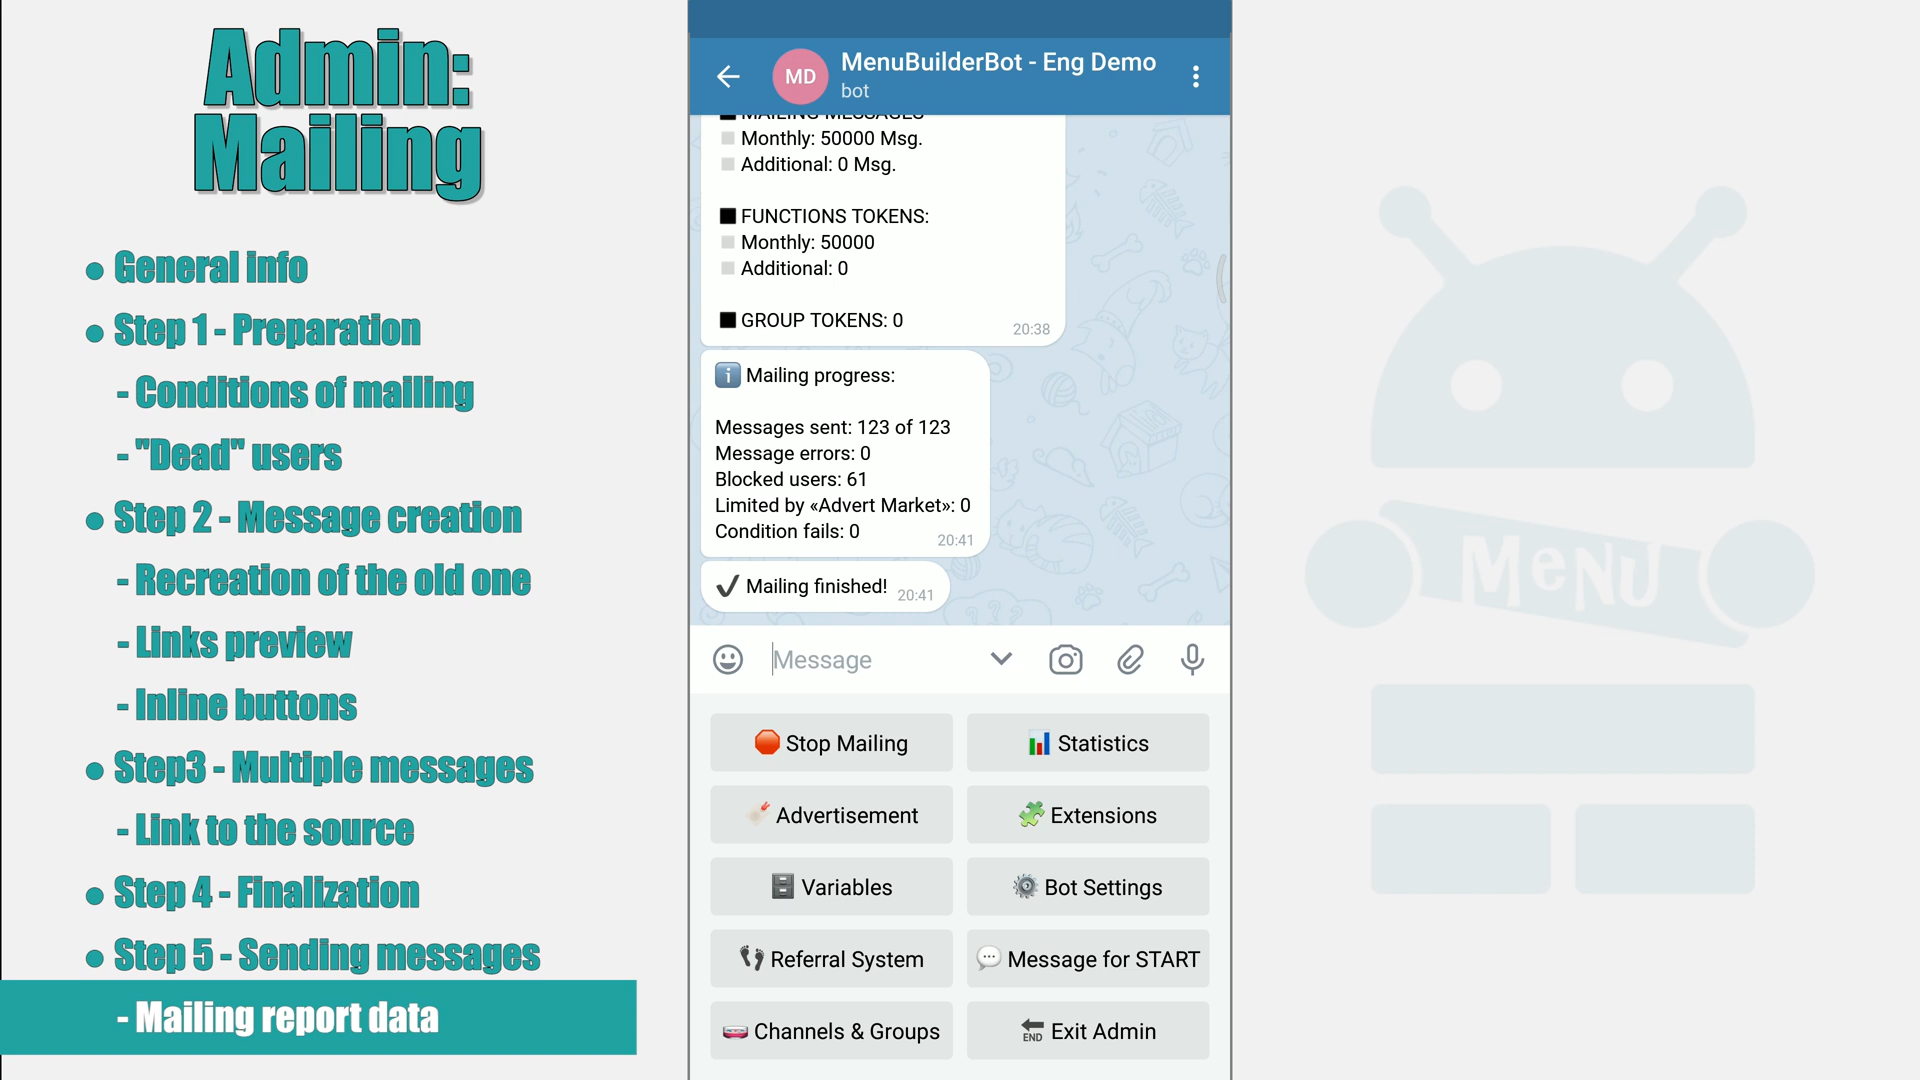 Admin:
Mailing
● General info
● Step 1 - Preparation
- Conditions of mailing
- "Dead" users
● Step 2 - Message creation
- Recreation of the old one
- Links preview
- Inline buttons
● Step3 - Multiple messages
- Link to the source
● Step 4 - Finalization
● Step 5 - Sending messages
- Mailing report data
MD
MenuBuilderBot - Eng Demo
bot
MAILING MESSAGES
Monthly: 50000 Msg.
Additional: 0 Msg.
FUNCTIONS TOKENS:
Monthly: 50000
Additional: 0
GROUP TOKENS: 0
20:38
Mailing progress:
Messages sent: 123 of 123
Message errors: 0
Blocked users: 61
Limited by «Advert Market»: 0
Condition fails: 0
20:41
Mailing finished! 20:41
Message
Stop Mailing
Statistics
Advertisement
Extensions
Variables
Bot Settings
Referral System
Message for START
Channels & Groups
END Exit Admin
MeNU